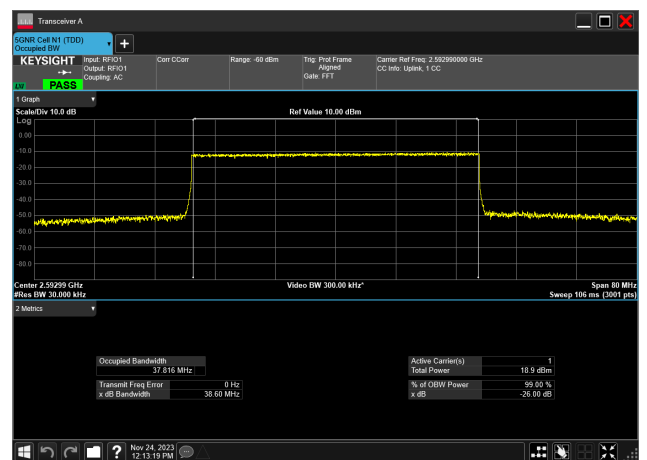 Transceiver A
5GNR Cell N1 (TDD)
Occupied BW
KEYSIGHT
Input: RFIO1
Output: RFIO1
Coupling: AC
Corr CCorr
Range: -60 dBm
Trig: Prot Frame
Aligned
Gate: FFT
Carrier Ref Freq: 2.592990000 GHz
CC Info: Uplink, 1 CC
LV
PASS
1 Graph
Scale/Div 10.0 dB
Ref Value 10.00 dBm
Log
0.00
-10.0
-20.0
-30.0
-40.0
-50.0
-60.0
-70.0
-80.0
Center 2.59299 GHz
Video BW 300.00 kHz*
Span 80 MHz
#Res BW 30.000 kHz
Sweep 106 ms (3001 pts)
2 Metrics
Occupied Bandwidth
37.816 MHz
Transmit Freq Error 0 Hz
x dB Bandwidth 38.60 MHz
Active Carrier(s) 1
Total Power 18.9 dBm
% of OBW Power 99.00 %
x dB -26.00 dB
Nov 24, 2023
12:13:19 PM